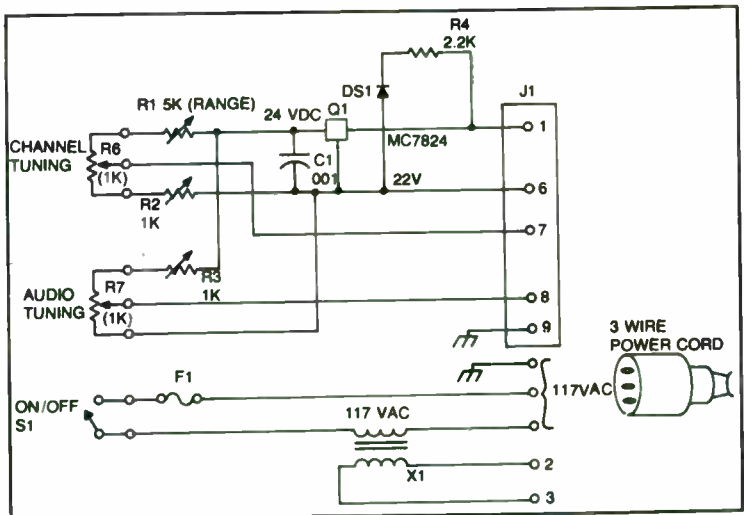 R4
2.2K
DS1
J1
R1 5K (RANGE)
24 VDC
Q1
1
MC7824
CHANNEL
TUNING
R6
(1K)
C1
001
22V
6
R2
1K
7
R3
1K
AUDIO
TUNING
R7
(1K)
8
9
3 WIRE
POWER CORD
F1
117VAC
ON/OFF
S1
117 VAC
X1
2
3